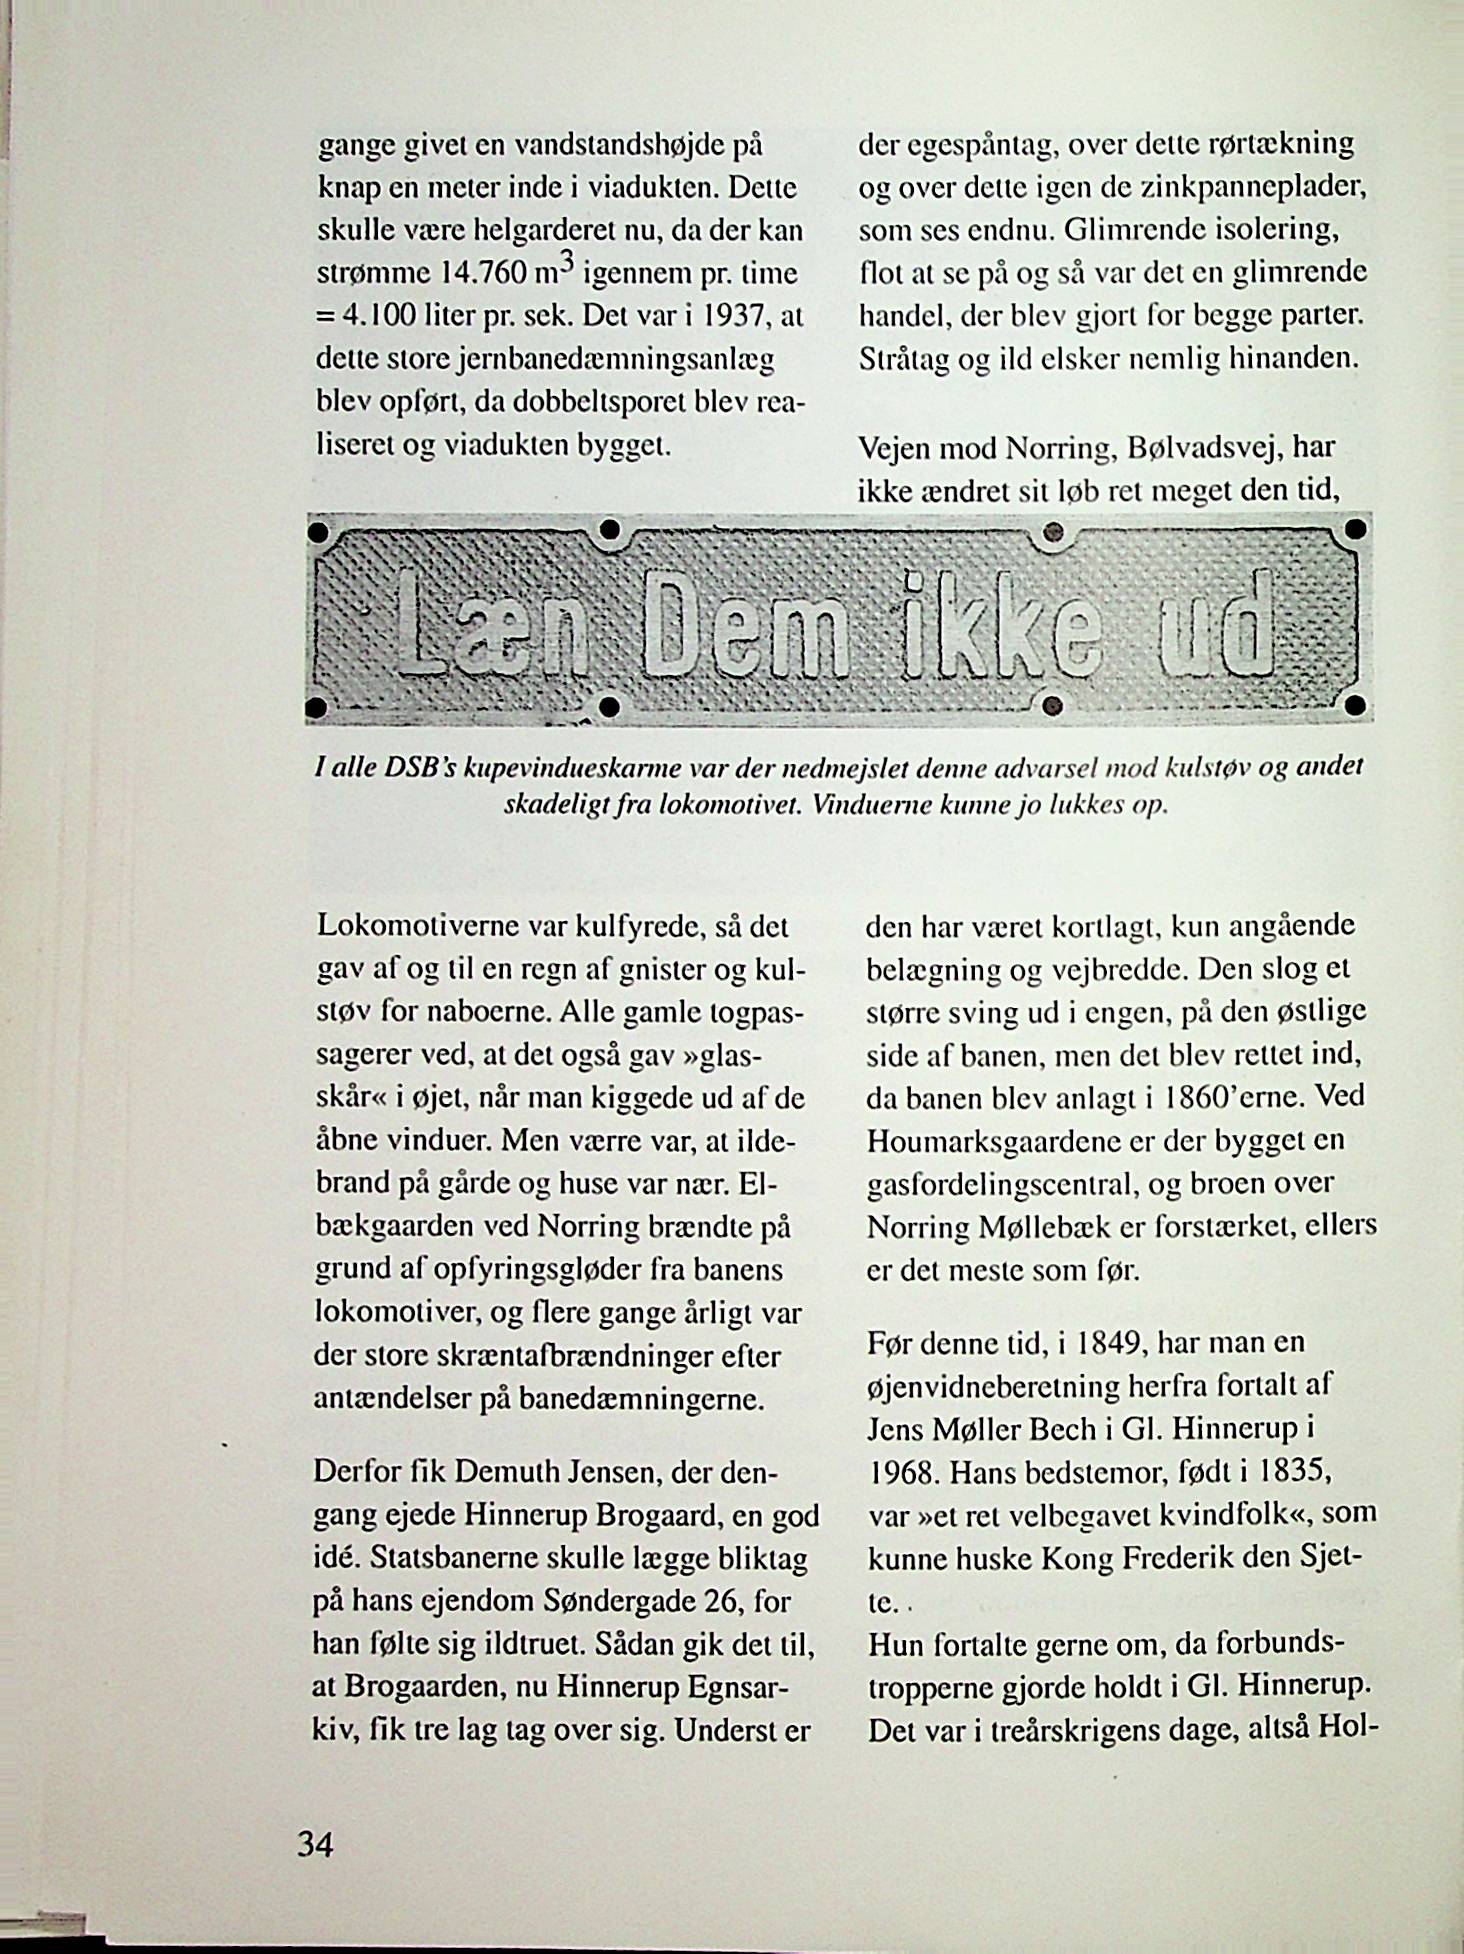 gange givet en vandstandshøjde på
knap en meter inde i viadukten. Dette
skulle være helgarderet nu, da der kan
strømme 14.760 m³ igennem pr. time
= 4.100 liter pr. sek. Det var i 1937, at
dette store jernbanedæmningsanlæg
blev opført, da dobbeltsporet blev rea-
liseret og viadukten bygget.
Lokomotiverne var kulfyrede, så det
gav af og til en regn af gnister og kul-
støv for naboerne. Alle gamle togpas-
sagerer ved, at det også gav »glas-
skår« i øjet, når man kiggede ud af de
åbne vinduer. Men værre var, at ilde-
brand på gårde og huse var nær. El-
bækgaarden ved Norring brændte på
grund af opfyringsgløder fra banens
lokomotiver, og flere gange årligt var
der store skræntafbrændninger efter
antændelser på banedæmningerne.
Derfor fik Demuth Jensen, der den-
gang ejede Hinnerup Brogaard, en god
idé. Statsbanerne skulle lægge bliktag
på hans ejendom Søndergade 26, for
han følte sig ildtruet. Sådan gik det til,
at Brogaarden, nu Hinnerup Egnsar-
kiv, fik tre lag tag over sig. Underst er
der egespåntag, over dette rørtækning
og over dette igen de zinkpanneplader,
som ses endnu. Glimrende isolering,
flot at se på og så var det en glimrende
handel, der blev gjort for begge parter.
Stråtag og ild elsker nemlig hinanden.
Vejen mod Norring, Bølvadsvej, har
ikke ændret sit løb ret meget den tid,
den har været kortlagt, kun angående
belægning og vejbredde. Den slog et
større sving ud i engen, på den østlige
side af banen, men det blev rettet ind,
da banen blev anlagt i 1860'erne. Ved
Houmarksgaardene er der bygget en
gasfordelingscentral, og broen over
Norring Møllebæk er forstærket, ellers
er det meste som før.
Før denne tid, i 1849, har man en
øjenvidneberetning herfra fortalt af
Jens Møller Bech i Gl. Hinnerup i
1968. Hans bedstemor, født i 1835,
var »et ret velbegavet kvindfolk«, som
kunne huske Kong Frederik den Sjet-
te. .
Hun fortalte gerne om, da forbunds-
tropperne gjorde holdt i Gl. Hinnerup.
Det var i treårskrigens dage, altså Hol-
Læn Dem ikke ud
I alle DSB's kupevindueskarme var der nedmejslet denne advarsel mod kulstøv og andet
skadeligt fra lokomotivet. Vinduerne kunne jo lukkes op.
34